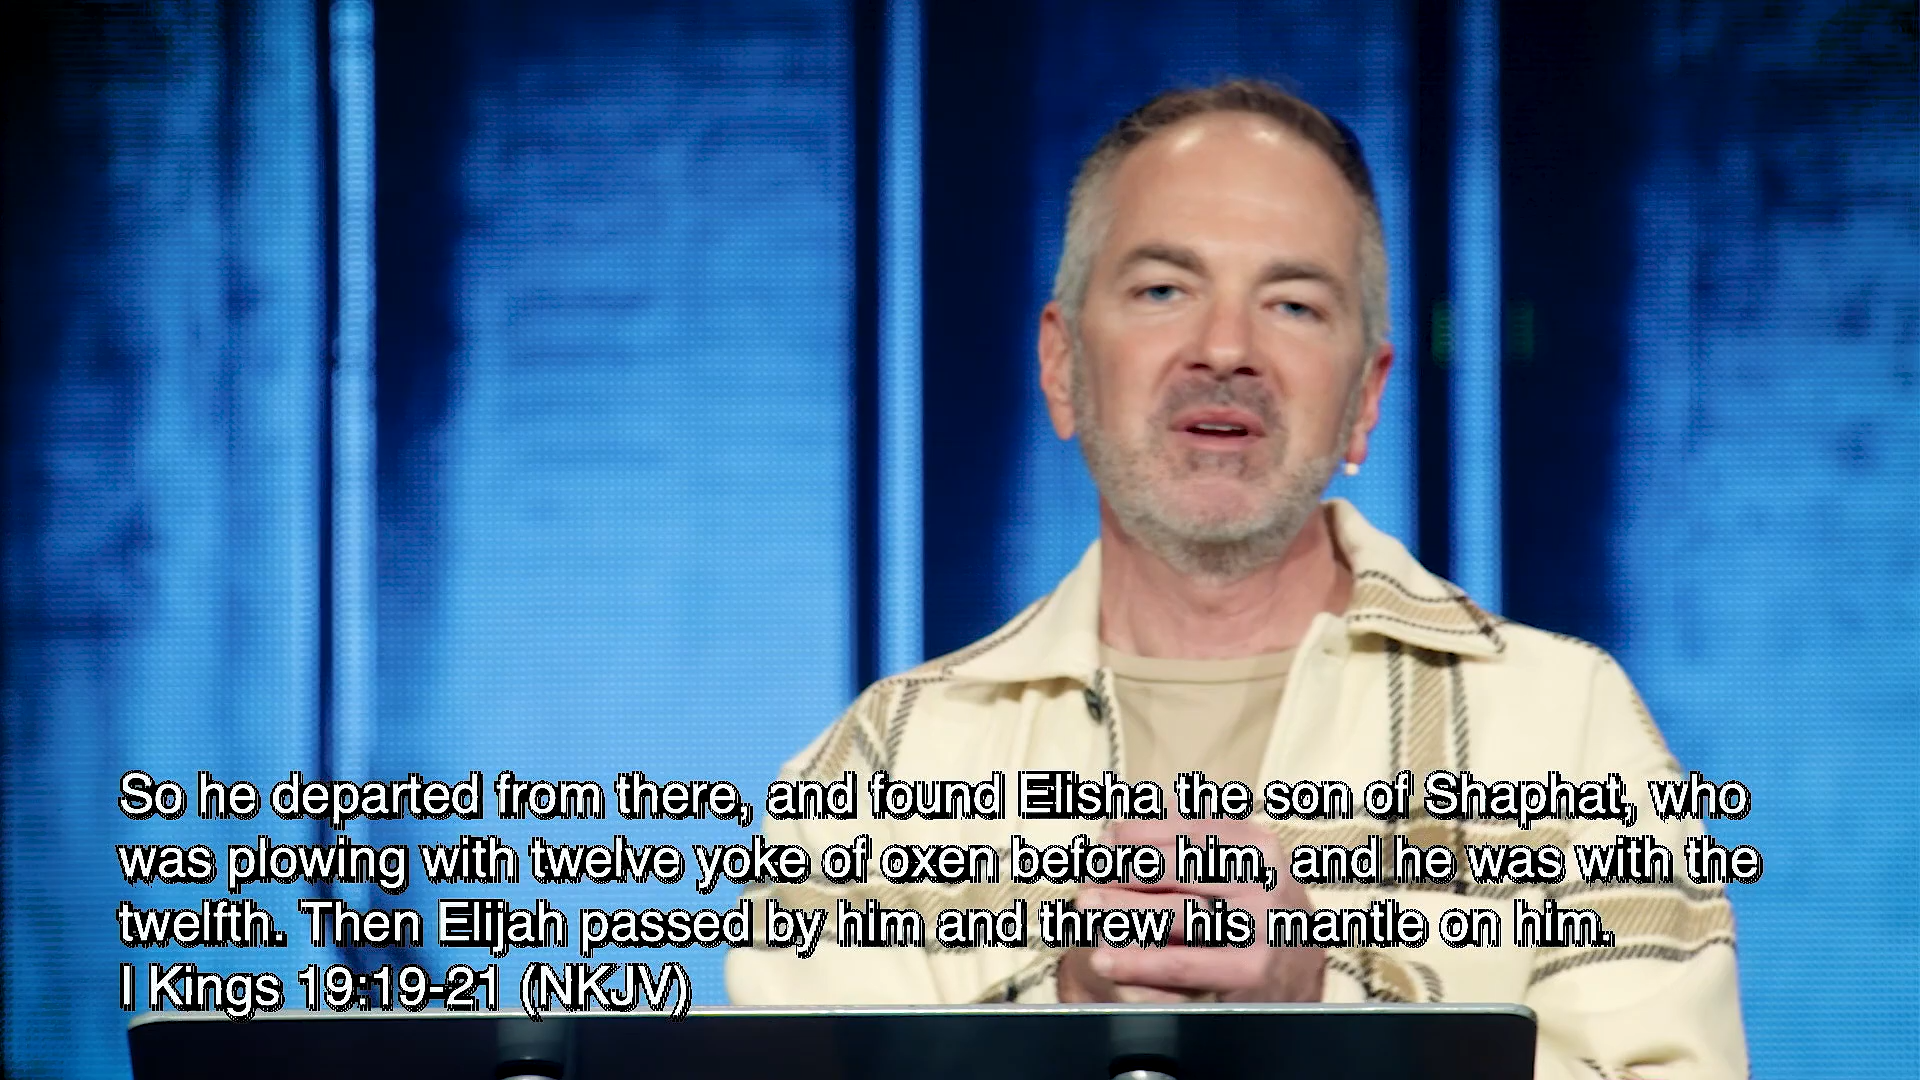 So he departed from there, and found Elisha the son of Shaphat, who
was plowing with twelve yoke of oxen before him, and he was with the
twelfth. Then Elijah passed by him and threw his mantle on him.
I Kings 19:19-21 (NKJV)